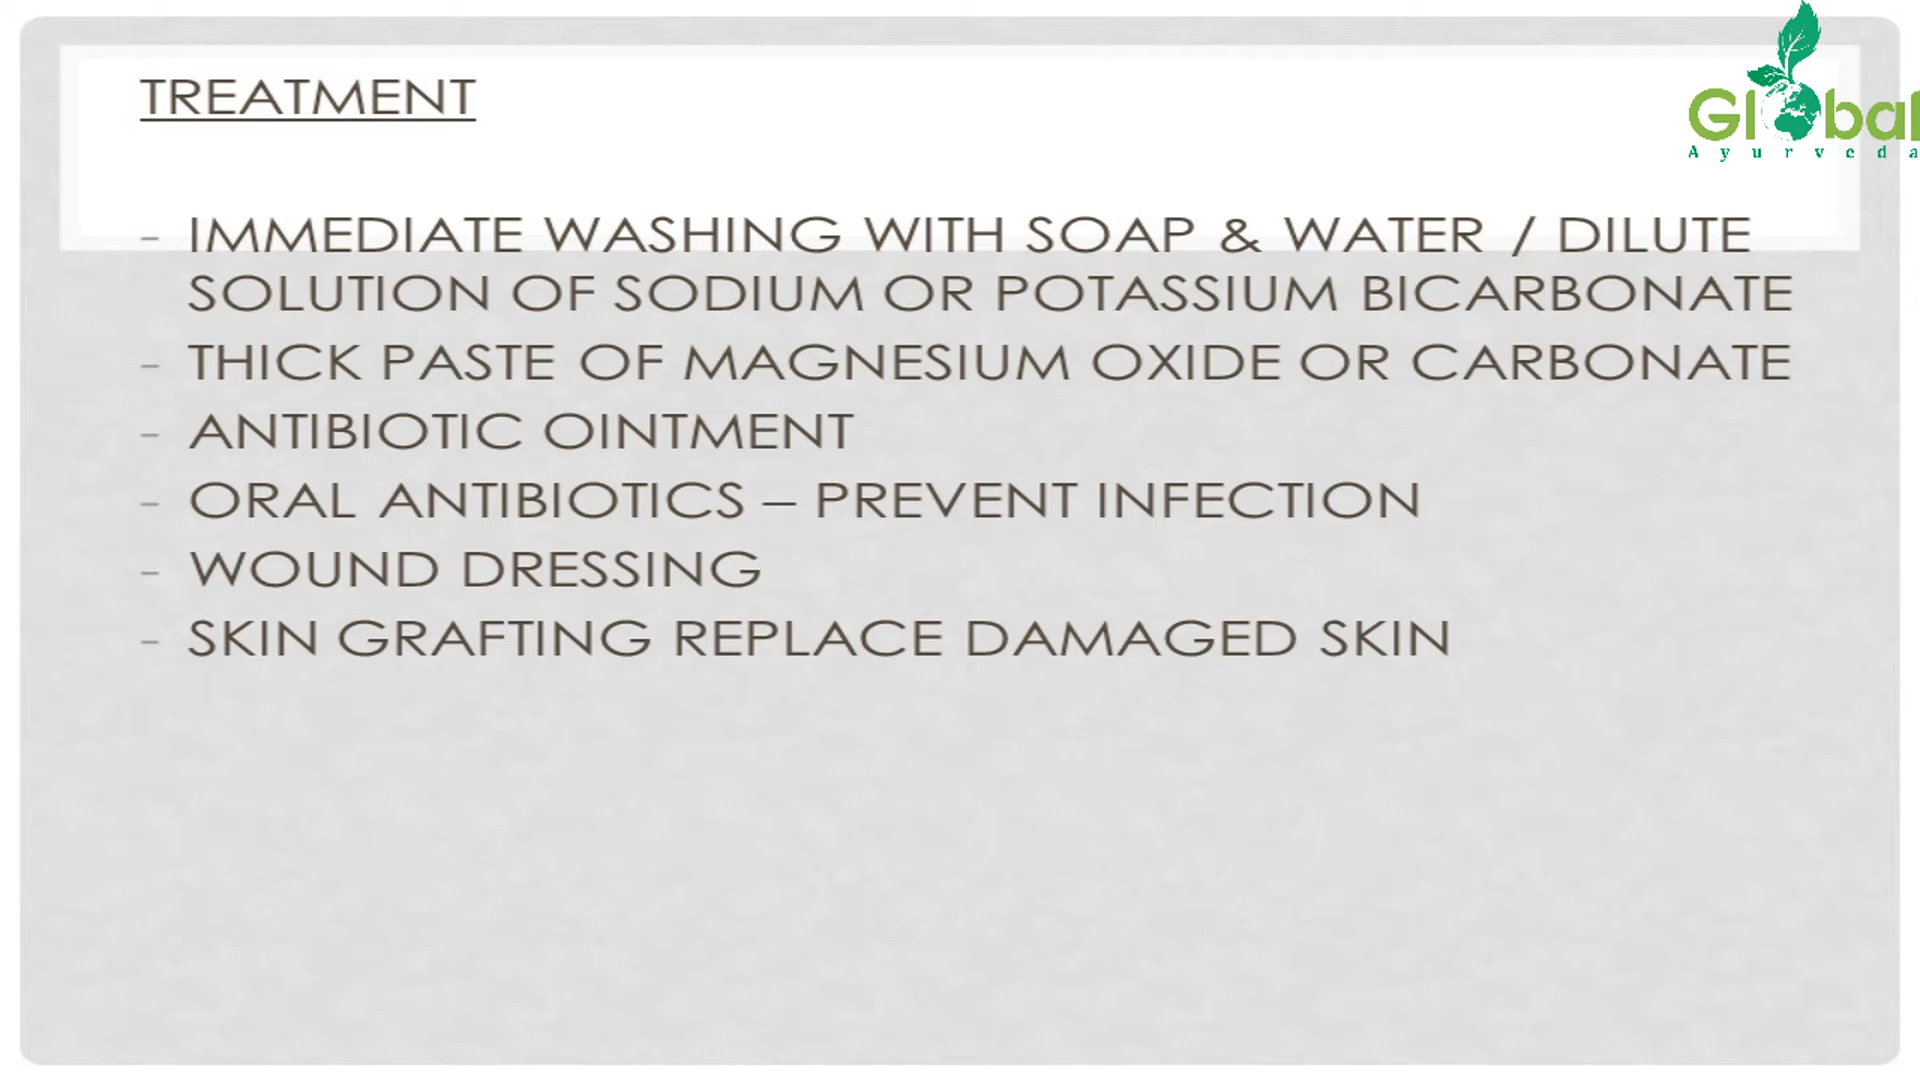 Global
Ayurveda
TREATMENT
- IMMEDIATE WASHING WITH SOAP & WATER / DILUTE
SOLUTION OF SODIUM OR POTASSIUM BICARBONATE
- THICK PASTE OF MAGNESIUM OXIDE OR CARBONATE
- ANTIBIOTIC OINTMENT
- ORAL ANTIBIOTICS – PREVENT INFECTION
- WOUND DRESSING
- SKIN GRAFTING REPLACE DAMAGED SKIN